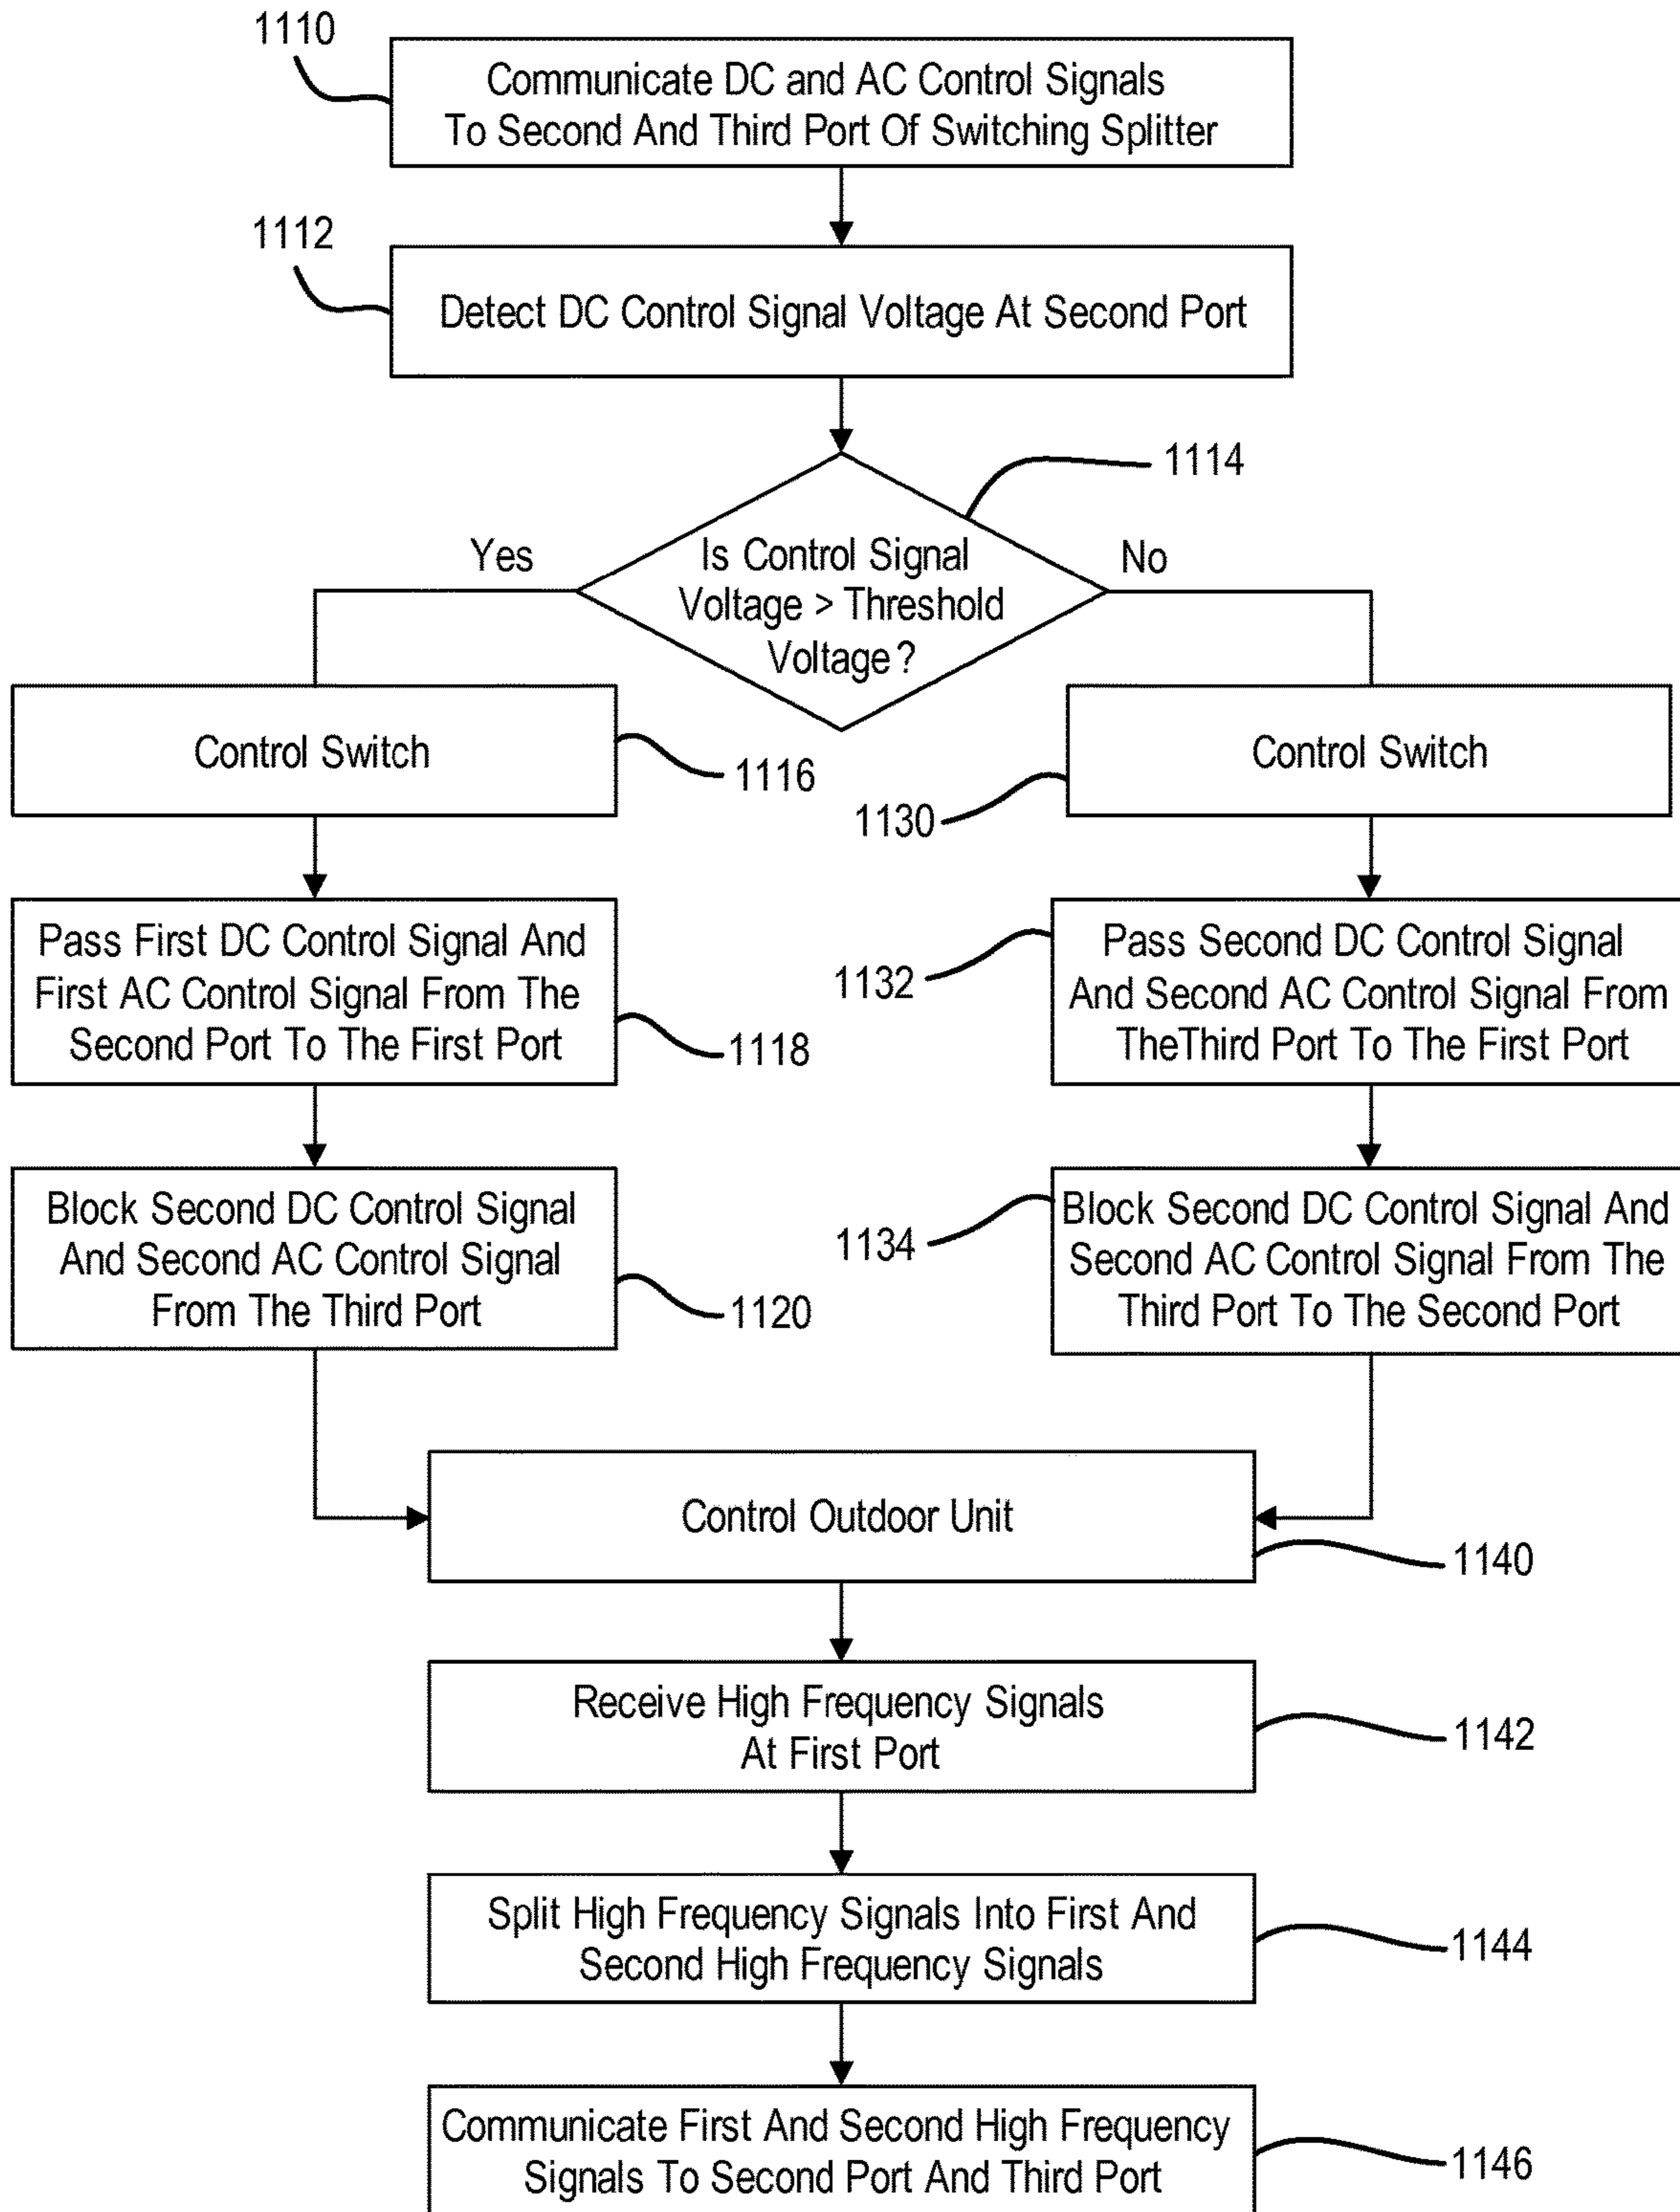 1110
Communicate DC and AC Control Signals
To Second And Third Port Of Switching Splitter
1112
Detect DC Control Signal Voltage At Second Port
1114
Yes
Is Control Signal
Voltage > Threshold
Voltage?
No
Control Switch
1116
Control Switch
1130
Pass First DC Control Signal And
First AC Control Signal From The
Second Port To The First Port
1118
Pass Second DC Control Signal
And Second AC Control Signal From
TheThird Port To The First Port
1132
Block Second DC Control Signal
And Second AC Control Signal
From The Third Port
1120
Block Second DC Control Signal And
Second AC Control Signal From The
Third Port To The Second Port
1134
Control Outdoor Unit
1140
Receive High Frequency Signals
At First Port
1142
Split High Frequency Signals Into First And
Second High Frequency Signals
1144
Communicate First And Second High Frequency
Signals To Second Port And Third Port
1146